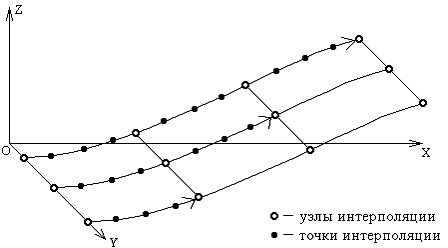 Z
O
X
Y
– узлы интерполяции
– точки интерполяции